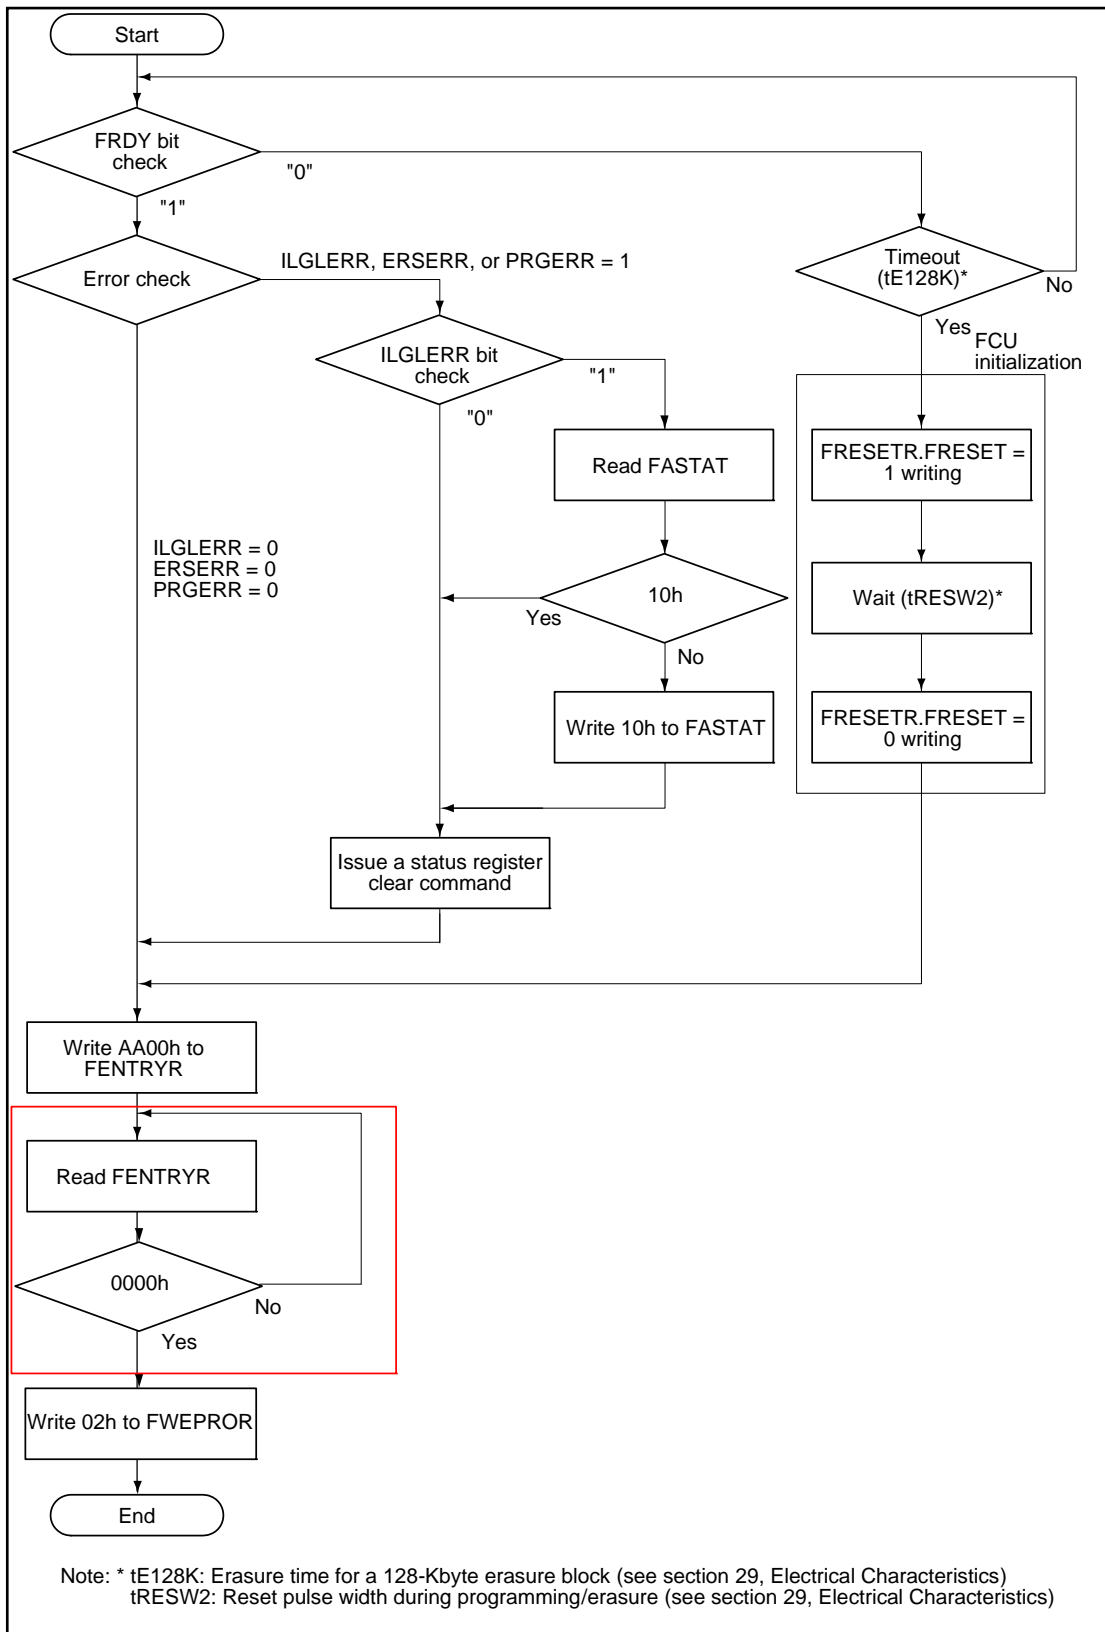 Start
FRDY bit
check
"0"
"1"
Error check
ILGLERR, ERSERR, or PRGERR = 1
Timeout
(tE128K)*
No
Yes
FCU
initialization
ILGLERR bit
check
"1"
"0"
Read FASTAT
FRESETR.FRESET =
1 writing
ILGLERR = 0
ERSERR = 0
PRGERR = 0
10h
Yes
No
Wait (tRESW2)*
Write 10h to FASTAT
FRESETR.FRESET =
0 writing
Issue a status register
clear command
Write AA00h to
FENTRYR
Read FENTRYR
0000h
No
Yes
Write 02h to FWEPROR
End
Note: * tE128K: Erasure time for a 128-Kbyte erasure block (see section 29, Electrical Characteristics)
tRESW2: Reset pulse width during programming/erasure (see section 29, Electrical Characteristics)